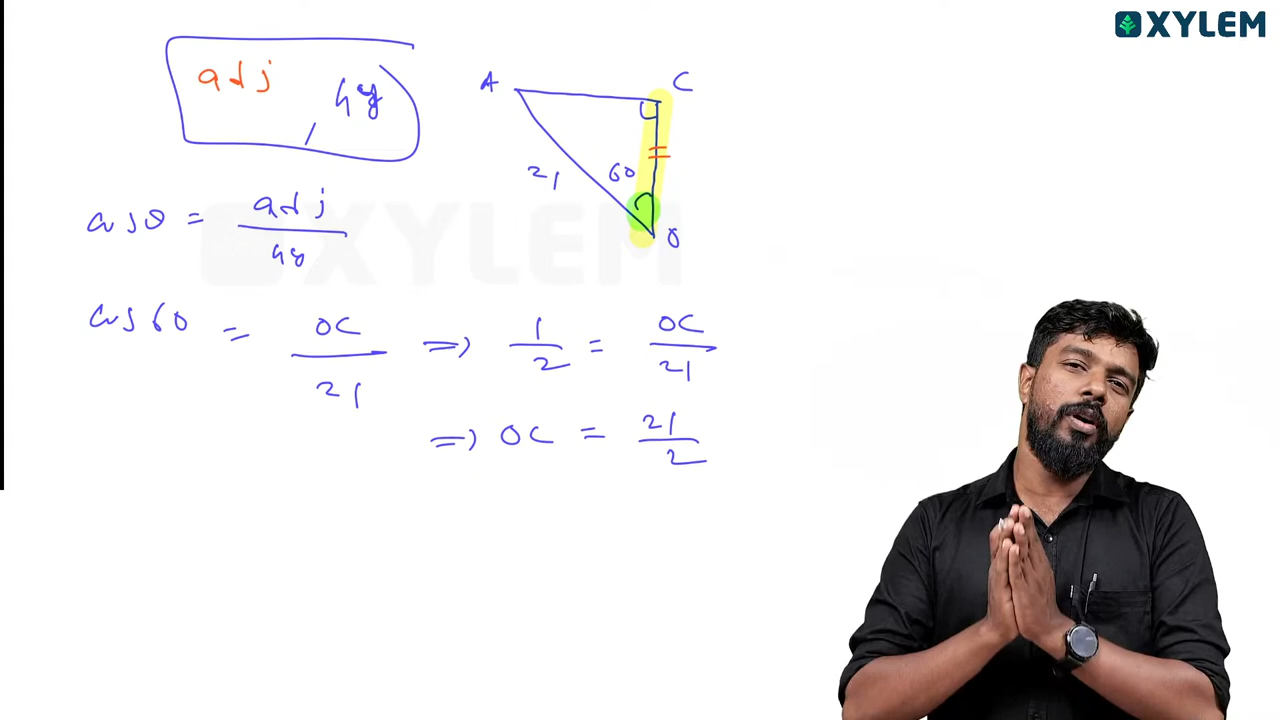 XYLEM
adj , hy
A C
21 60
O
cos θ = adj / hy
cos 60 = OC / 21 ⇒ 1 / 2 = OC / 21
⇒ OC = 21 / 2
XYLEM